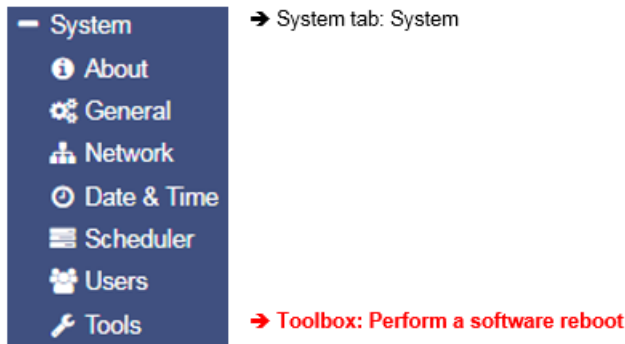 System ➔ System tab: System
About
General
Network
Date & Time
Scheduler
Users
Tools ➔ Toolbox: Perform a software reboot